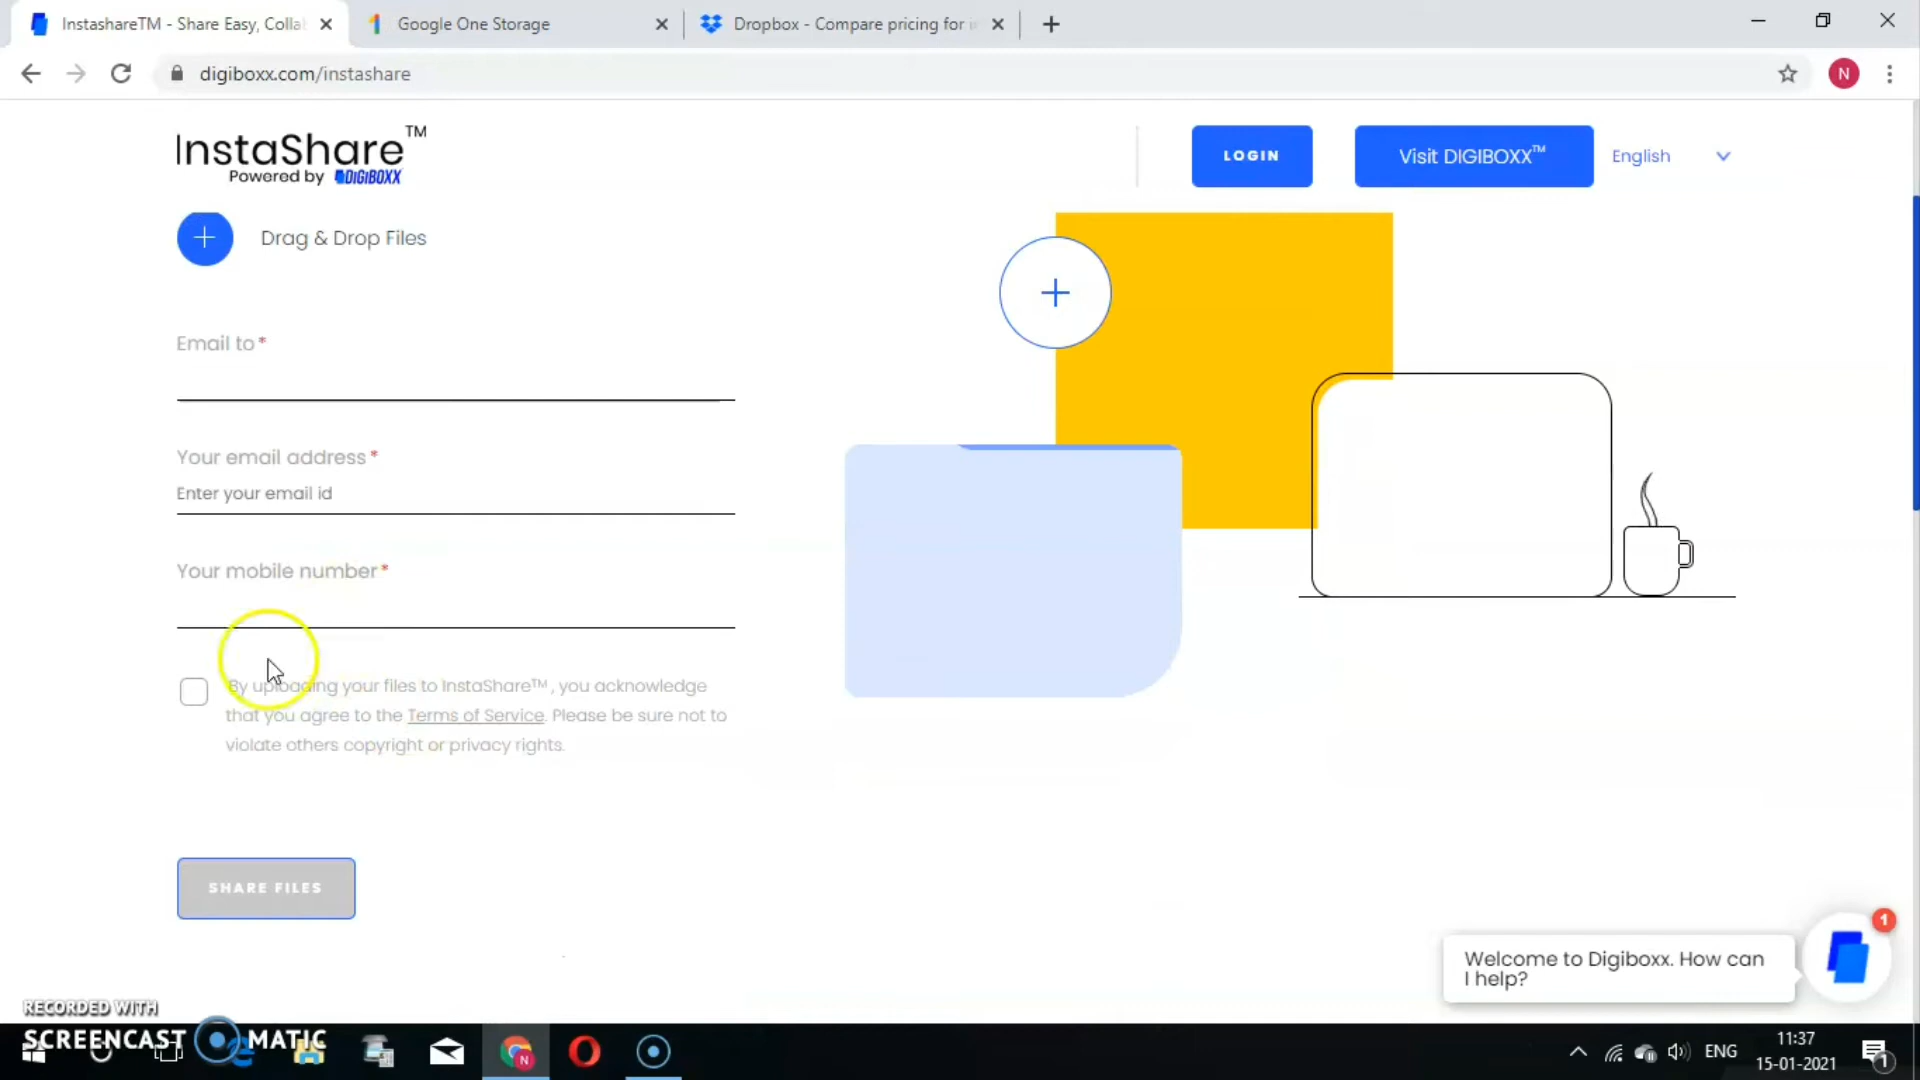 InstashareTM - Share Easy, Colla
Google One Storage
Dropbox - Compare pricing for i
digiboxx.com/instashare
N
InstaShare™
Powered by DIGIBOXX
LOGIN
Visit DIGIBOXX™
English
Drag & Drop Files
Email to *
Your email address *
Enter your email id
Your mobile number *
By uploading your files to InstaShare™ , you acknowledge
that you agree to the Terms of Service. Please be sure not to
violate others copyright or privacy rights.
SHARE FILES
1
Welcome to Digiboxx. How can
I help?
RECORDED WITH
SCREENCAST MATIC
N
ENG
11:37
15-01-2021
1